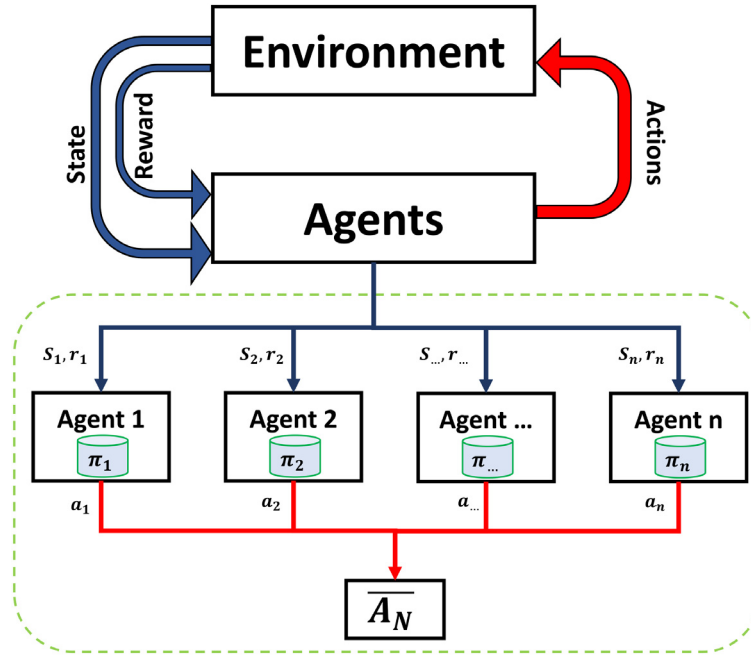 Environment
State
Reward
Actions
Agents
S₁, r₁
S₂, r₂
S..., r...
Sₙ, rₙ
Agent 1
Agent 2
Agent ...
Agent n
π₁
π₂
π...
πₙ
a₁
a₂
a...
aₙ
A̅_N̅